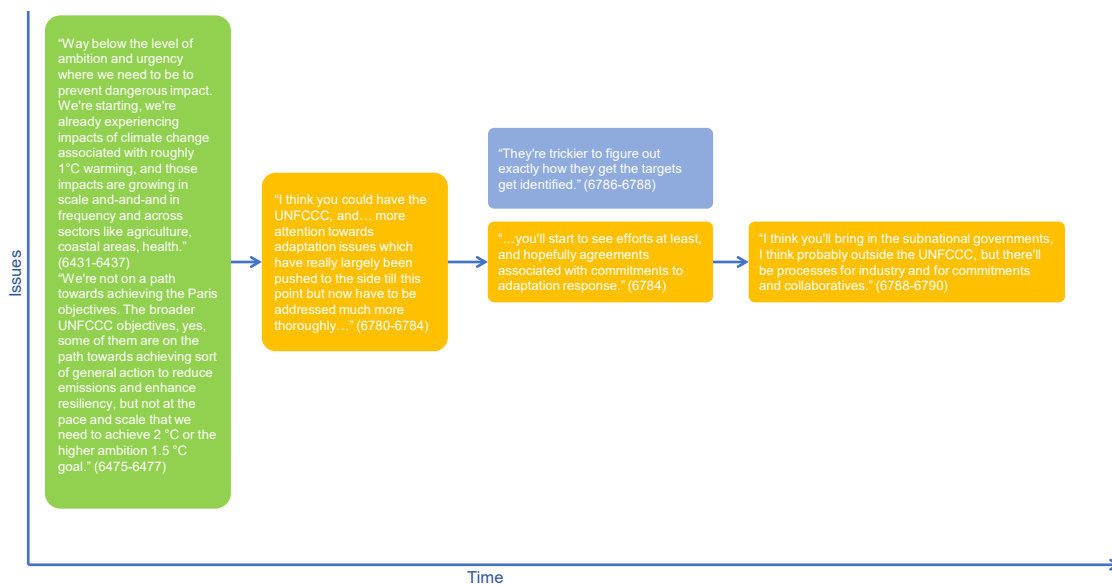 Issues
“Way below the level of
ambition and urgency
where we need to be to
prevent dangerous impact.
We're starting, we're
already experiencing
impacts of climate change
associated with roughly
1°C warming, and those
impacts are growing in
scale and-and-and in
frequency and across
sectors like agriculture,
coastal areas, health.”
(6431-6437)
“We're not on a path
towards achieving the Paris
objectives. The broader
UNFCCC objectives, yes,
some of them are on the
path towards achieving sort
of general action to reduce
emissions and enhance
resiliency, but not at the
pace and scale that we
need to achieve 2 °C or the
higher ambition 1.5 °C
goal.” (6475-6477)
“I think you could have the
UNFCCC, and… more
attention towards
adaptation issues which
have really largely been
pushed to the side till this
point but now have to be
addressed much more
thoroughly…” (6780-6784)
“They're trickier to figure out
exactly how they get the targets
get identified.” (6786-6788)
“…you'll start to see efforts at least,
and hopefully agreements
associated with commitments to
adaptation response.” (6784)
“I think you'll bring in the subnational governments,
I think probably outside the UNFCCC, but there'll
be processes for industry and for commitments
and collaboratives.” (6788-6790)
Time